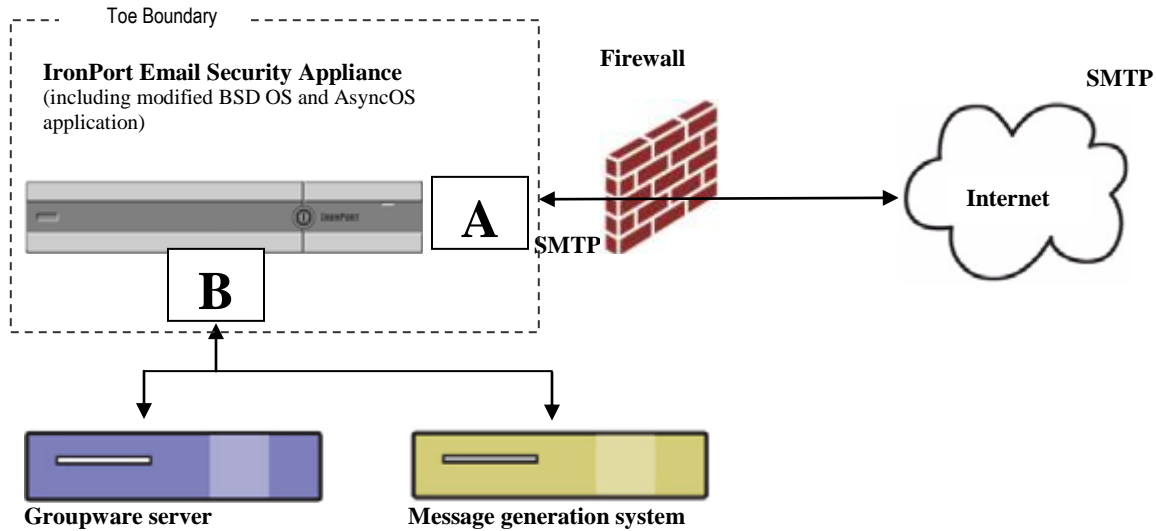 Toe Boundary
IronPort Email Security Appliance
(including modified BSD OS and AsyncOS
application)
Firewall
SMTP
IRONPORT
A
SMTP
Internet
B
Groupware server
Message generation system